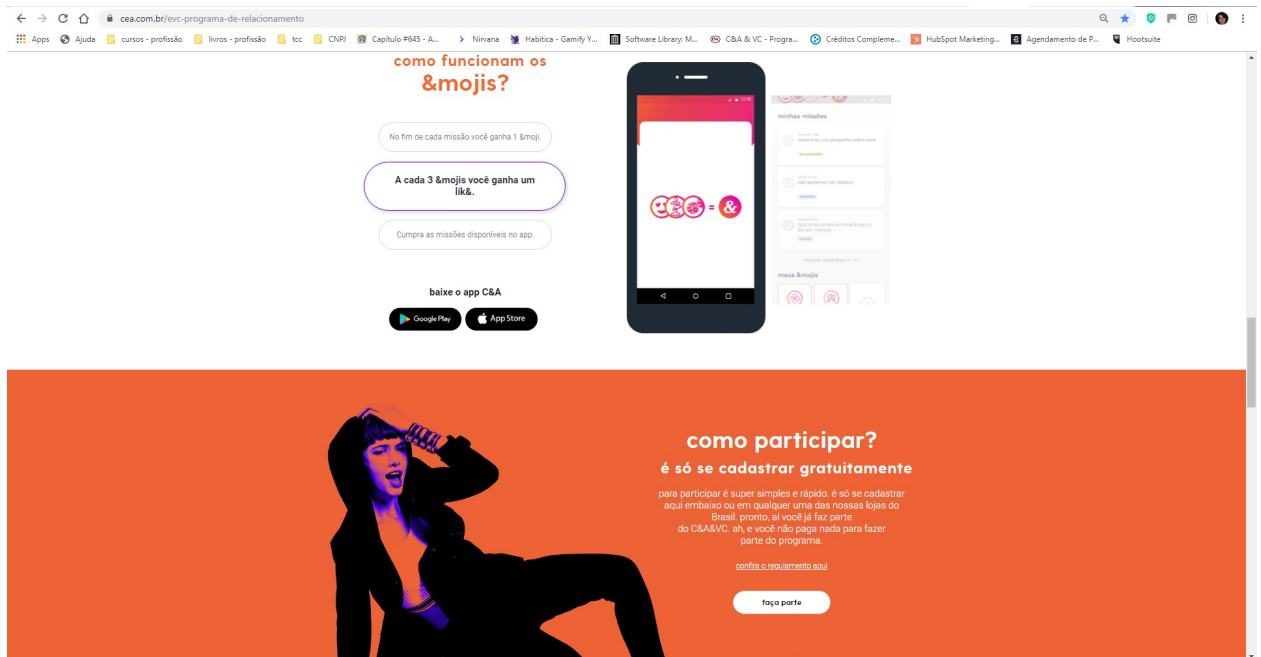 cea.com.br/evc-programa-de-relacionamento
Apps Ajuda cursos - profissão livros - profissão tcc CNPJ Capítulo #645 - A... Nirvana Habitica - Gamify Y... Software Library: M... C&A & VC - Progra... Créditos Compleme... HubSpot Marketing... Agendamento de P... Hootsuite
como funcionam os
&mojis?
No fim de cada missão você ganha 1 &moji.
A cada 3 &mojis você ganha um
lik&.
Cumpra as missões disponíveis no app.
baixe o app C&A
Google Play
App Store
= &
minhas missões
meus &mojis
como participar?
é só se cadastrar gratuitamente
para participar é super simples e rápido. é só se cadastrar
aqui embaixo ou em qualquer uma das nossas lojas do
Brasil. pronto, aí você já faz parte
do C&A&VC. ah, e você não paga nada para fazer
parte do programa.
confira o regulamento aqui
faça parte